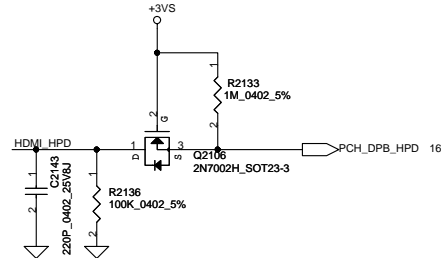 +3VS
1
R2133
1M_0402_5%
2
G
2
HDMI_HPD
1
D
3
S
PCH_DPB_HPD 16
Q2106
2N7002H_SOT23-3
1
C2143
220P_0402_25V8J
2
1
R2136
100K_0402_5%
2